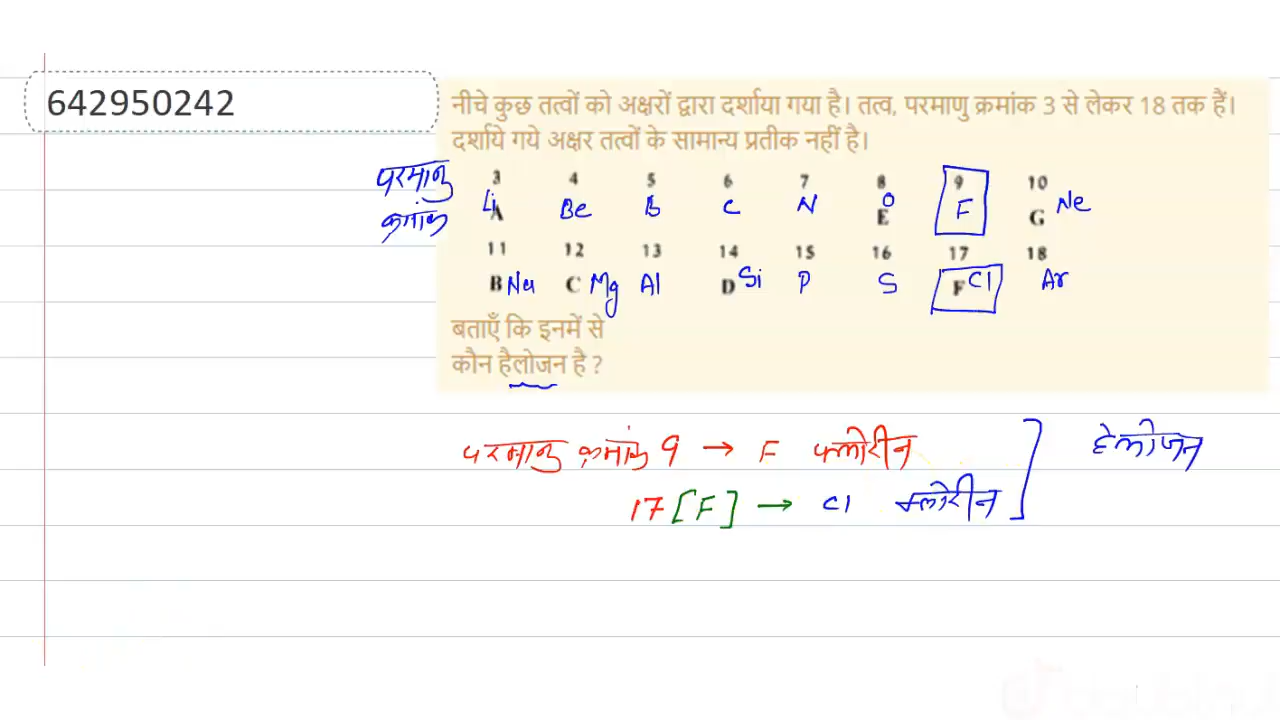 642950242
नीचे कुछ तत्वों को अक्षरों द्वारा दर्शाया गया है। तत्व, परमाणु क्रमांक 3 से लेकर 18 तक हैं।
दर्शाये गये अक्षर तत्वों के सामान्य प्रतीक नहीं है।
परमाणु 3 4 5 6 7 8 9 10
क्रमांक Li A Be B C N O E F G Ne
11 12 13 14 15 16 17 18
B Na C Mg Al D Si P S F Cl Ar
बताएँ कि इनमें से
कौन हैलोजन है ?
परमाणु क्रमांक 9 → F फ्लोरीन
17 [F] → Cl क्लोरीन ] हेलोजन